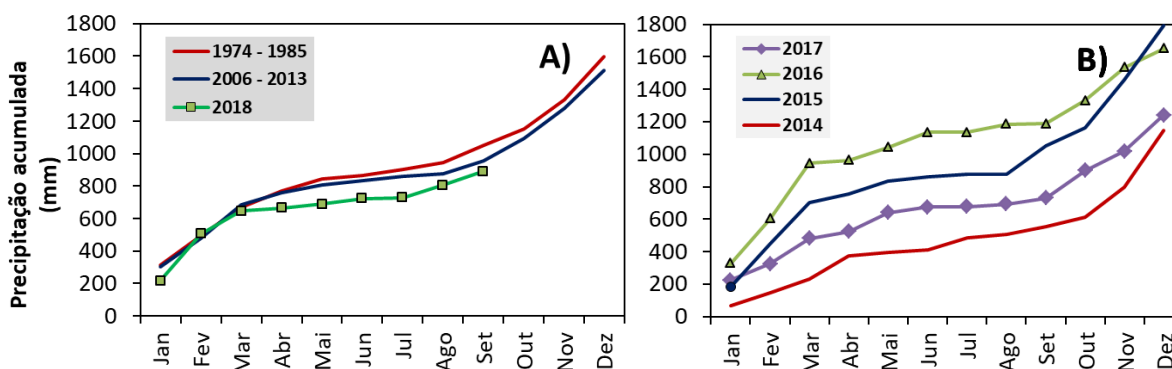 Precipitação acumulada
(mm)
1800
1600
1400
1200
1000
800
600
400
200
0
1974 - 1985
2006 - 2013
2018
A)
Jan
Fev
Mar
Abr
Mai
Jun
Jul
Ago
Set
Out
Nov
Dez
1800
1600
1400
1200
1000
800
600
400
200
0
2017
2016
2015
2014
B)
Jan
Fev
Mar
Abr
Mai
Jun
Jul
Ago
Set
Out
Nov
Dez